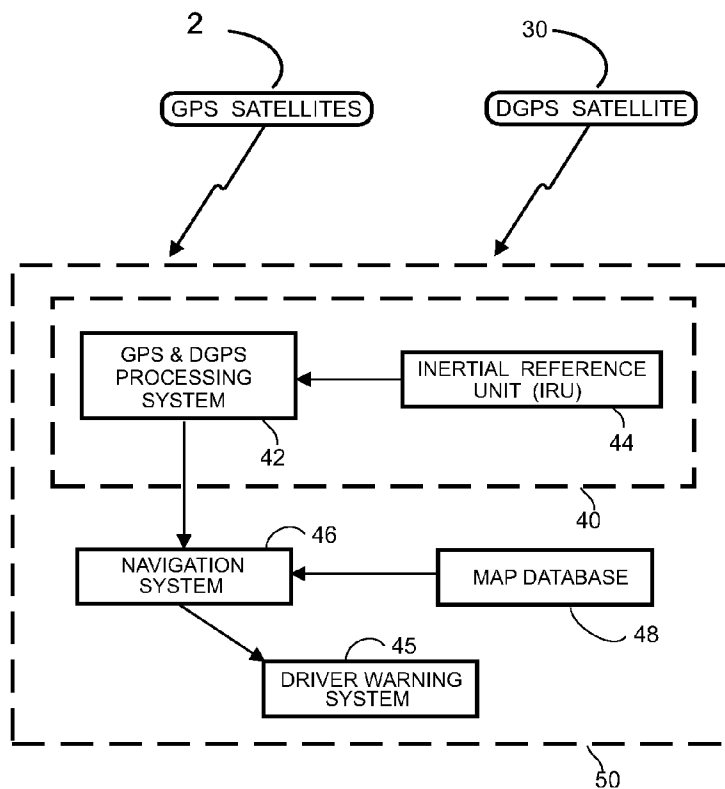 2
30
GPS SATELLITES
DGPS SATELLITE
GPS & DGPS
PROCESSING
SYSTEM
42
INERTIAL REFERENCE
UNIT (IRU)
44
40
46
NAVIGATION
SYSTEM
MAP DATABASE
48
45
DRIVER WARNING
SYSTEM
50